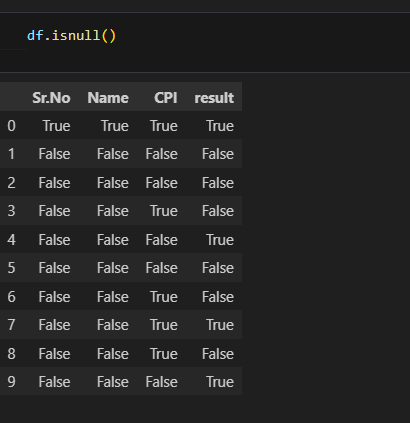 df.isnull()
Sr.No Name CPI result
0 True True True True
1 False False False False
2 False False False False
3 False False True False
4 False False False True
5 False False False False
6 False False True False
7 False False True True
8 False False True False
9 False False False True